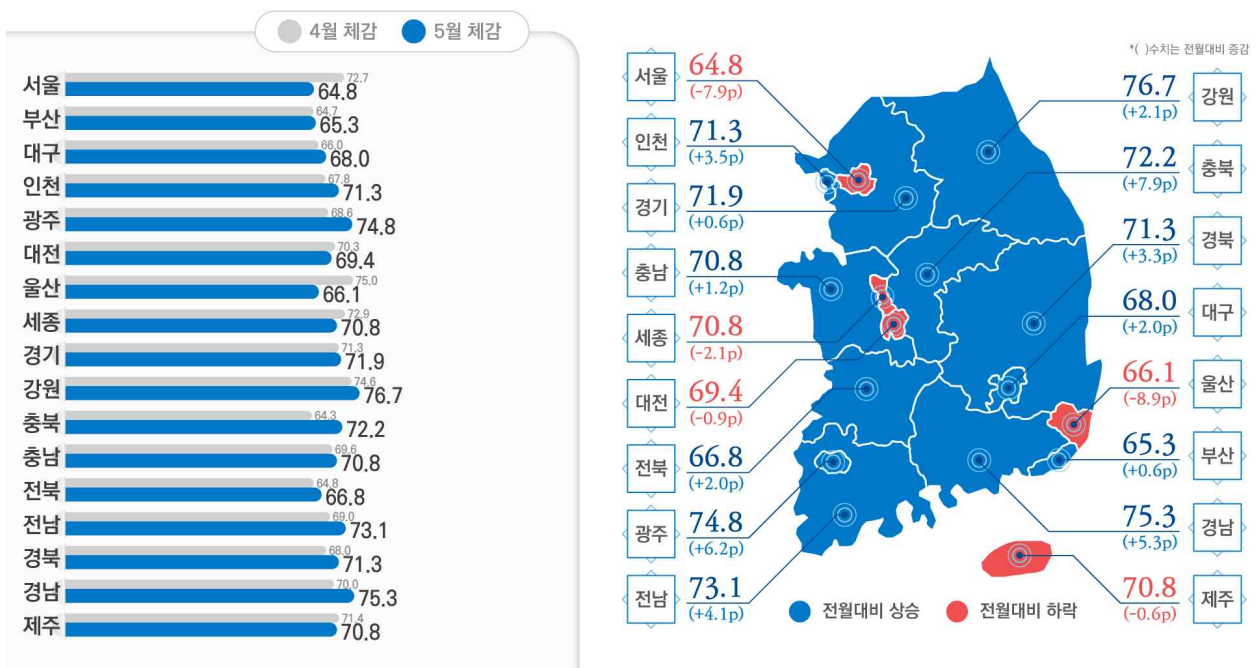 4월 체감 5월 체감
서울 72.7
64.8
부산 64.7
65.3
대구 66.0
68.0
인천 67.8
71.3
광주 68.6
74.8
대전 70.3
69.4
울산 75.0
66.1
세종 72.9
70.8
경기 71.3
71.9
강원 74.6
76.7
충북 64.3
72.2
충남 69.6
70.8
전북 64.8
66.8
전남 69.0
73.1
경북 68.0
71.3
경남 70.0
75.3
제주 71.4
70.8
*( )수치는 전월대비 증감
서울 64.8
(-7.9p)
인천 71.3
(+3.5p)
경기 71.9
(+0.6p)
충남 70.8
(+1.2p)
세종 70.8
(-2.1p)
대전 69.4
(-0.9p)
전북 66.8
(+2.0p)
광주 74.8
(+6.2p)
전남 73.1
(+4.1p)
76.7 강원
(+2.1p)
72.2 충북
(+7.9p)
71.3 경북
(+3.3p)
68.0 대구
(+2.0p)
66.1 울산
(-8.9p)
65.3 부산
(+0.6p)
75.3 경남
(+5.3p)
70.8 제주
(-0.6p)
전월대비 상승 전월대비 하락